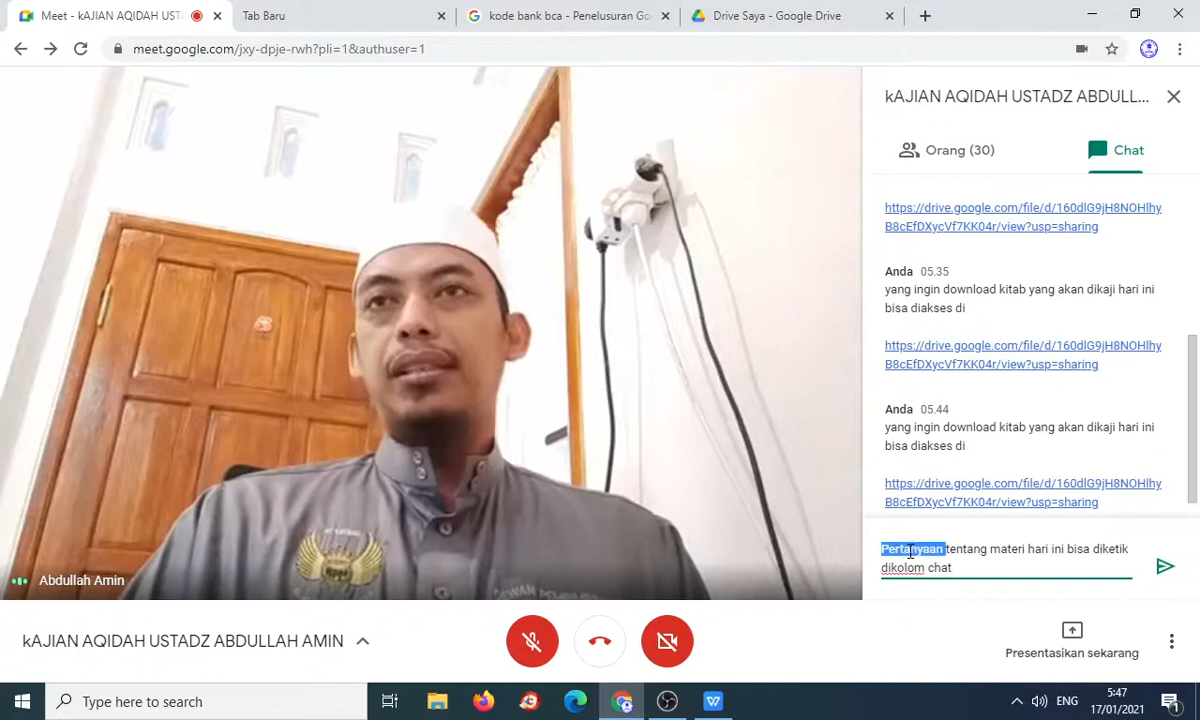 Meet - kAJIAN AQIDAH UST
Tab Baru
kode bank bca - Penelusuran Go
Drive Saya - Google Drive
meet.google.com/jxy-dpje-rwh?pli=1&authuser=1
kAJIAN AQIDAH USTADZ ABDULL...
Orang (30)
Chat
https://drive.google.com/file/d/160dlG9jH8NOHlhy
B8cEfDXycVf7KK04r/view?usp=sharing
Anda 05.35
yang ingin download kitab yang akan dikaji hari ini
bisa diakses di
https://drive.google.com/file/d/160dlG9jH8NOHlhy
B8cEfDXycVf7KK04r/view?usp=sharing
Anda 05.44
yang ingin download kitab yang akan dikaji hari ini
bisa diakses di
https://drive.google.com/file/d/160dlG9jH8NOHlhy
B8cEfDXycVf7KK04r/view?usp=sharing
Pertanyaan tentang materi hari ini bisa diketik
dikolom chat
Abdullah Amin
kAJIAN AQIDAH USTADZ ABDULLAH AMIN
Presentasikan sekarang
Type here to search
ENG
5:47
17/01/2021
1